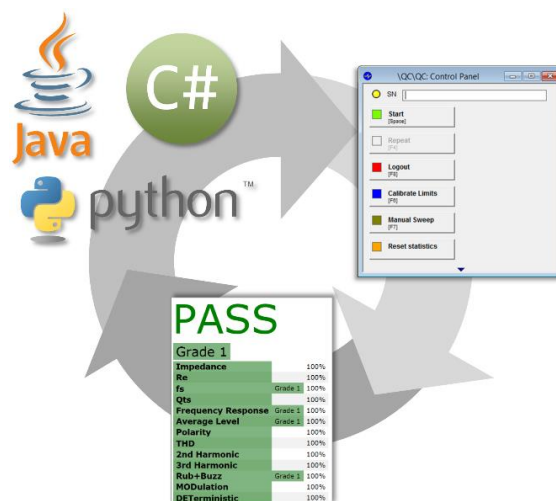 Java
C#
python™
\QC\QC: Control Panel
SN
Start
[Space]
Repeat
[F4]
Logout
[F8]
Calibrate Limits
[F6]
Manual Sweep
[F7]
Reset statistics
PASS
Grade 1
Impedance 100%
Re 100%
fs Grade 1 100%
Qts 100%
Frequency Response Grade 1 100%
Average Level Grade 1 100%
Polarity 100%
THD 100%
2nd Harmonic 100%
3rd Harmonic 100%
Rub+Buzz Grade 1 100%
MODulation 100%
DETerministic 100%